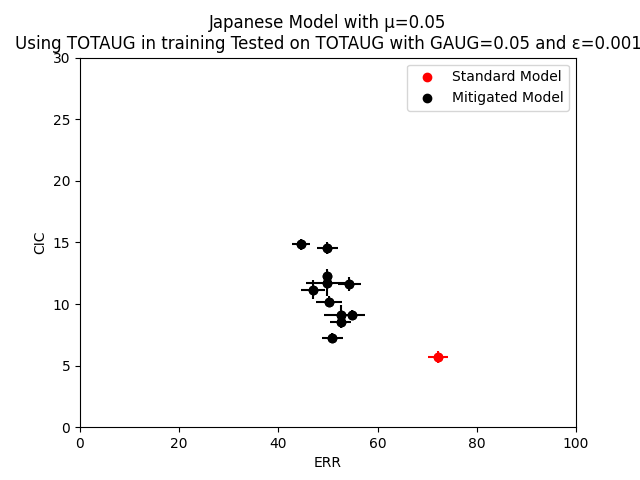 Japanese Model with μ=0.05
Using TOTAUG in training Tested on TOTAUG with GAUG=0.05 and ε=0.001
Standard Model
Mitigated Model
30
25
20
15
10
5
0
CIC
0 20 40 60 80 100
ERR